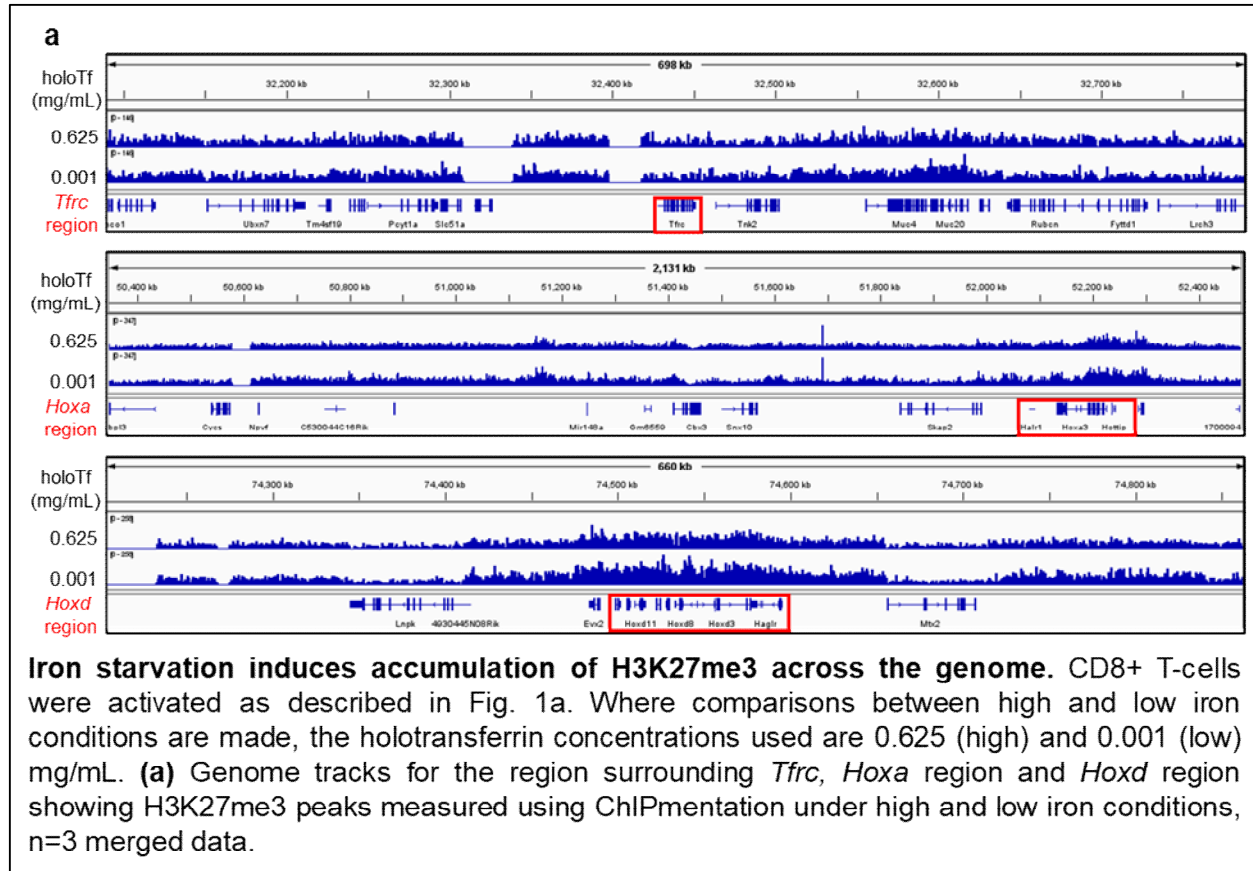 a
holoTf
(mg/mL)
698 kb
32,200 kb 32,300 kb 32,400 kb 32,500 kb 32,600 kb 32,700 kb
0.625
0.001
Tfrc
region
Ubxn7 Tm4sf19 Pcyt1a Slc51a Tfrc Tnk2 Muc4 Muc20 Rubcn Fyttd1 Lrch3
holoTf
(mg/mL)
2,131 kb
50,400 kb 50,600 kb 50,800 kb 51,000 kb 51,200 kb 51,400 kb 51,600 kb 51,800 kb 52,000 kb 52,200 kb 52,400 kb
[0 - 247]
0.625
[0 - 247]
0.001
Hoxa
region
Cycs Npvf C530044C16Rik Mir148a Gm6559 Cbx3 Snx10 Skap2 Halr1 Hoxa3 Hottip 1700094
holoTf
(mg/mL)
660 kb
74,300 kb 74,400 kb 74,500 kb 74,600 kb 74,700 kb 74,800 kb
0.625
0.001
Hoxd
region
Lnpk 4930445N08Rik Evx2 Hoxd11 Hoxd8 Hoxd3 Haglr Mtx2
Iron starvation induces accumulation of H3K27me3 across the genome. CD8+ T-cells
were activated as described in Fig. 1a. Where comparisons between high and low iron
conditions are made, the holotransferrin concentrations used are 0.625 (high) and 0.001 (low)
mg/mL. (a) Genome tracks for the region surrounding Tfrc, Hoxa region and Hoxd region
showing H3K27me3 peaks measured using ChIPmentation under high and low iron conditions,
n=3 merged data.